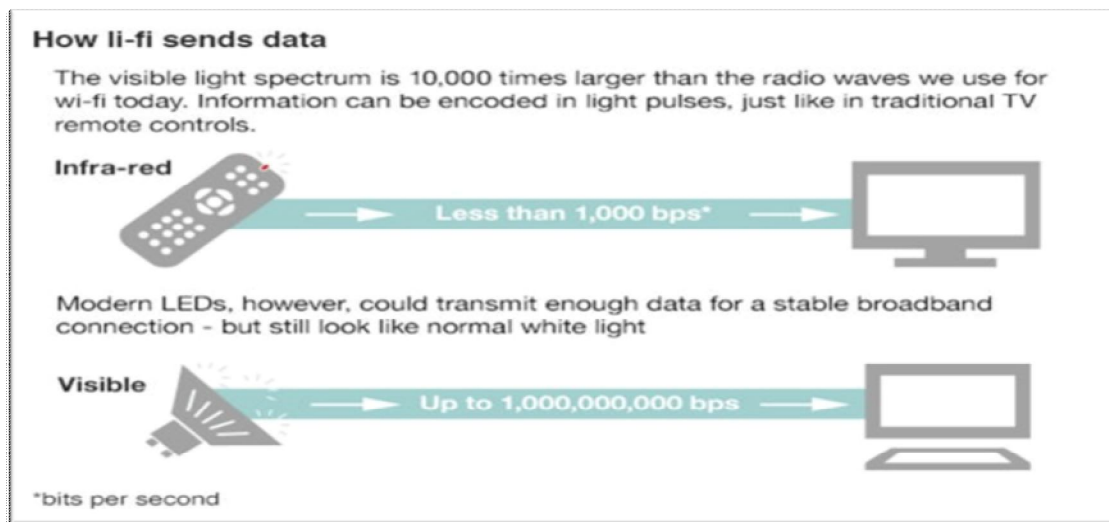 How li-fi sends data
The visible light spectrum is 10,000 times larger than the radio waves we use for
wi-fi today. Information can be encoded in light pulses, just like in traditional TV
remote controls.
Infra-red
Less than 1,000 bps*
Modern LEDs, however, could transmit enough data for a stable broadband
connection - but still look like normal white light
Visible
Up to 1,000,000,000 bps
*bits per second